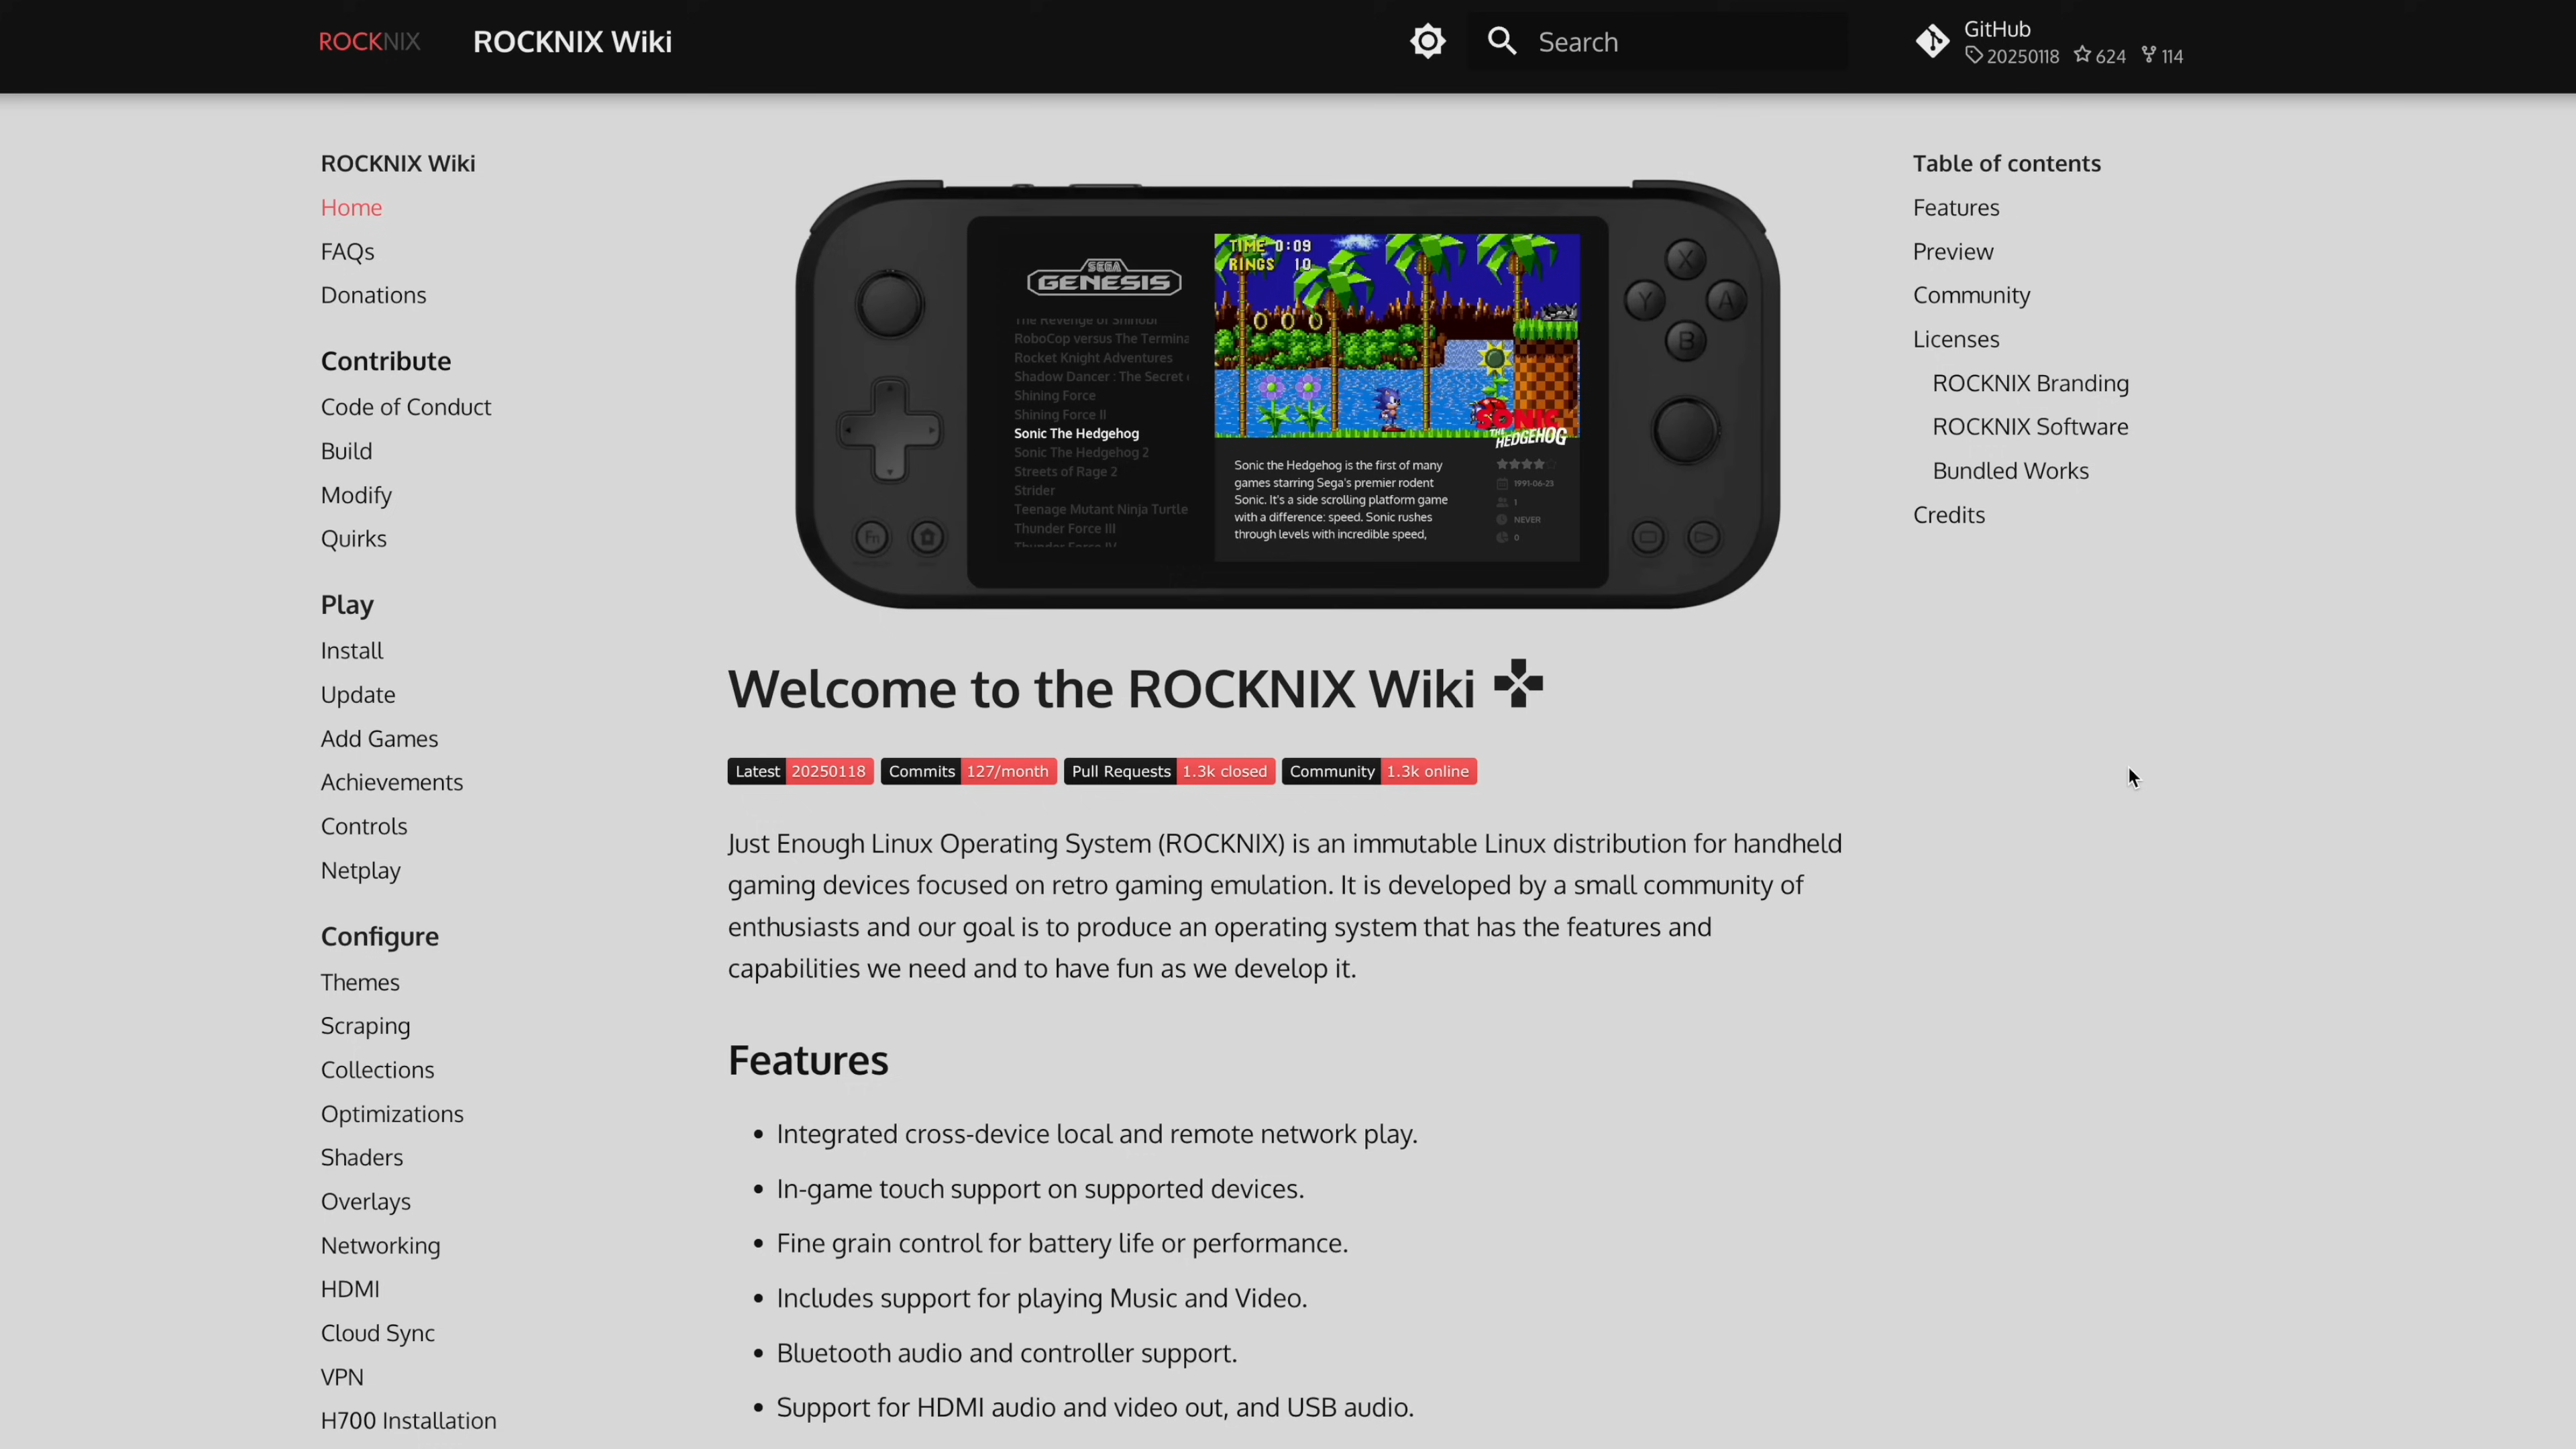 ROCKNIX
ROCKNIX Wiki
Search
GitHub
20250118 624 114
ROCKNIX Wiki
Home
FAQs
Donations
Contribute
Code of Conduct
Build
Modify
Quirks
Play
Install
Update
Add Games
Achievements
Controls
Netplay
Configure
Themes
Scraping
Collections
Optimizations
Shaders
Overlays
Networking
HDMI
Cloud Sync
VPN
H700 Installation
SEGA
GENESIS
The Revenge of Shinobi
RoboCop versus The Termina
Rocket Knight Adventures
Shadow Dancer : The Secret
Shining Force
Shining Force II
Sonic The Hedgehog
Sonic The Hedgehog 2
Streets of Rage 2
Strider
Teenage Mutant Ninja Turtle
Thunder Force III
Thunder Force IV
TIME 0:09
RINGS 10
SONIC
THE
HEDGEHOG
Sonic the Hedgehog is the first of many
games starring Sega's premier rodent
Sonic. It's a side scrolling platform game
with a difference: speed. Sonic rushes
through levels with incredible speed,
1991-06-23
1
NEVER
0
X
Y
A
B
Fn
Welcome to the ROCKNIX Wiki
Latest 20250118 Commits 127/month Pull Requests 1.3k closed Community 1.3k online
Just Enough Linux Operating System (ROCKNIX) is an immutable Linux distribution for handheld
gaming devices focused on retro gaming emulation. It is developed by a small community of
enthusiasts and our goal is to produce an operating system that has the features and
capabilities we need and to have fun as we develop it.
Features
• Integrated cross-device local and remote network play.
• In-game touch support on supported devices.
• Fine grain control for battery life or performance.
• Includes support for playing Music and Video.
• Bluetooth audio and controller support.
• Support for HDMI audio and video out, and USB audio.
Table of contents
Features
Preview
Community
Licenses
ROCKNIX Branding
ROCKNIX Software
Bundled Works
Credits